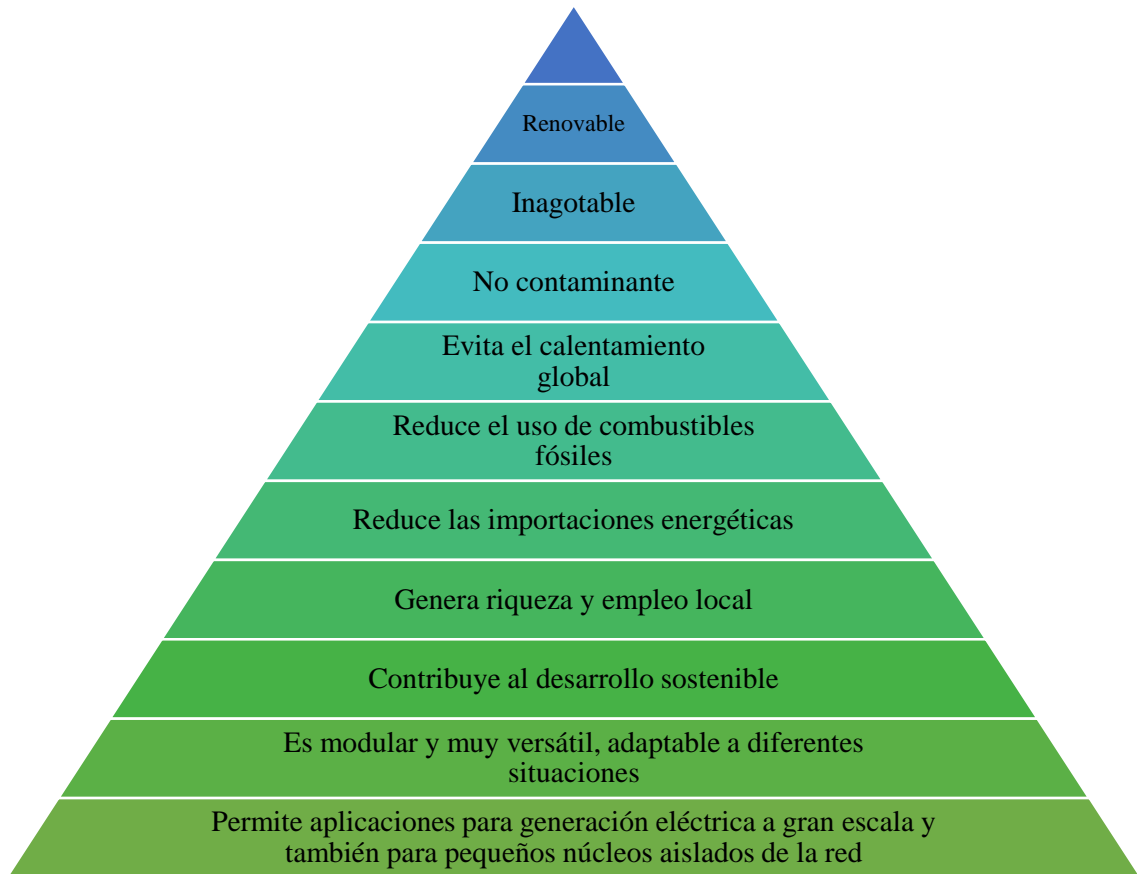 Renovable
Inagotable
No contaminante
Evita el calentamiento
global
Reduce el uso de combustibles
fósiles
Reduce las importaciones energéticas
Genera riqueza y empleo local
Contribuye al desarrollo sostenible
Es modular y muy versátil, adaptable a diferentes
situaciones
Permite aplicaciones para generación eléctrica a gran escala y
también para pequeños núcleos aislados de la red